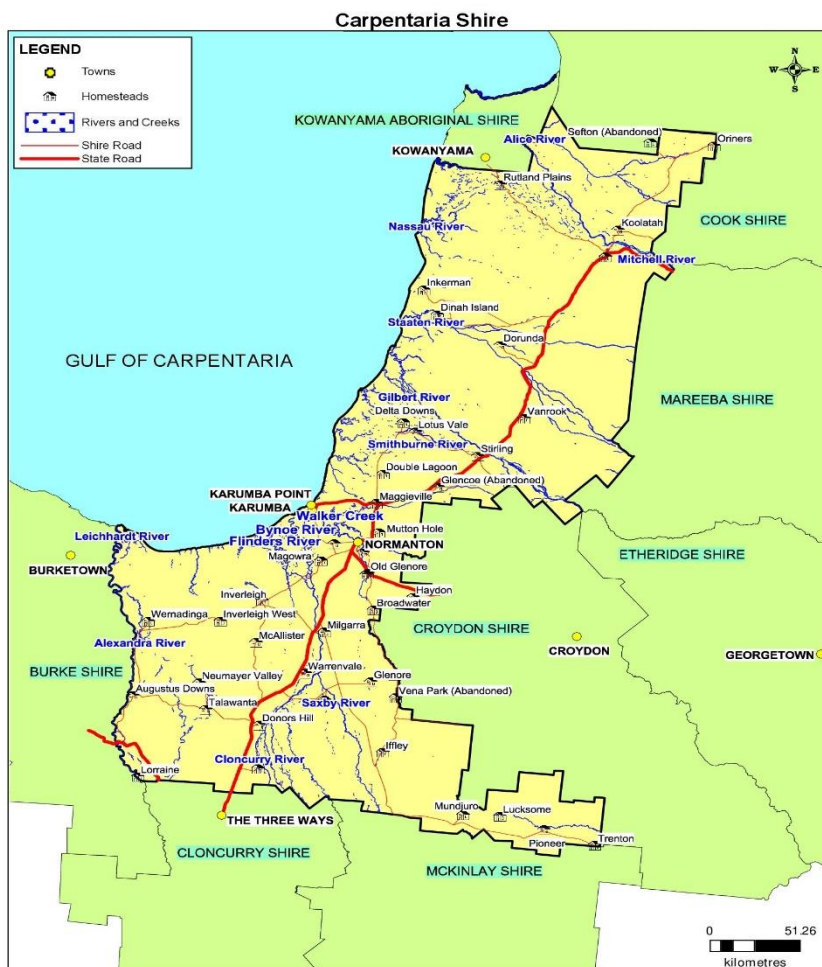 Carpentaria Shire
LEGEND
Towns
Homesteads
Rivers and Creeks
Shire Road
State Road
N
W
E
S
KOWANYAMA ABORIGINAL SHIRE
Alice River
Sefton (Abandoned)
Oriners
KOWANYAMA
Rutland Plains
Nassau River
Koolatah
COOK SHIRE
Mitchell River
Inkerman
Dinah Island
Staaten River
Dorunda
GULF OF CARPENTARIA
MAREEBA SHIRE
Gilbert River
Delta Downs
Lotus Vale
Vanrook
Smithburne River
Stirling
Double Lagoon
Glencoe (Abandoned)
KARUMBA POINT
KARUMBA
Maggieville
Walker Creek
Bynoe River
Mutton Hole
Leichhardt River
Flinders River
NORMANTON
BURKETOWN
Magowra
Old Glenore
ETHERIDGE SHIRE
Haydon
Inverleigh
Broadwater
Wernadinga
Inverleigh West
CROYDON SHIRE
Alexandra River
McAllister
Milgarra
CROYDON
GEORGETOWN
BURKE SHIRE
Neumayer Valley
Warrenvale
Glenore
Augustus Downs
Talawanta
Saxby River
Vena Park (Abandoned)
Donors Hill
Iffley
Cloncurry River
Lorraine
THE THREE WAYS
Mundjuro
Lucksome
Pioneer
Trenton
CLONCURRY SHIRE
MCKINLAY SHIRE
0
51.26
kilometres